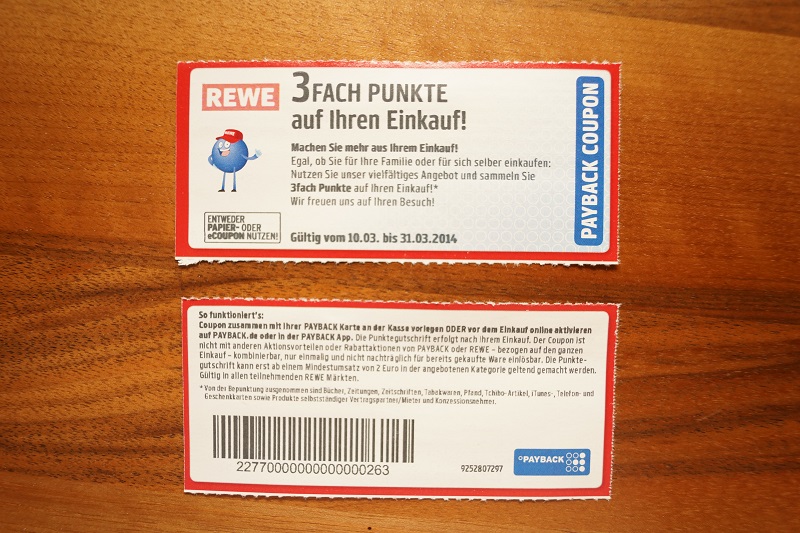 REWE
3FACH PUNKTE
auf Ihren Einkauf!
Machen Sie mehr aus Ihrem Einkauf!
Egal, ob Sie für Ihre Familie oder für sich selber einkaufen:
Nutzen Sie unser vielfältiges Angebot und sammeln Sie
3fach Punkte auf Ihren Einkauf!*
Wir freuen uns auf Ihren Besuch!
ENTWEDER
PAPIER- ODER
eCOUPON NUTZEN!
Gültig vom 10.03. bis 31.03.2014
PAYBACK COUPON
So funktioniert's:
Coupon zusammen mit Ihrer PAYBACK Karte an der Kasse vorlegen ODER vor dem Einkauf online aktivieren
auf PAYBACK.de oder in der PAYBACK App. Die Punktegutschrift erfolgt nach Ihrem Einkauf. Der Coupon ist
nicht mit anderen Aktionsvorteilen oder Rabattaktionen von PAYBACK oder REWE – bezogen auf den ganzen
Einkauf – kombinierbar, nur einmalig und nicht nachträglich für bereits gekaufte Ware einlösbar. Die Punkte-
gutschrift kann erst ab einem Mindestumsatz von 2 Euro in der angebotenen Kategorie geltend gemacht werden.
Gültig in allen teilnehmenden REWE Märkten.
* Von der Bepunktung ausgenommen sind Bücher, Zeitungen, Zeitschriften, Tabakwaren, Pfand, Tchibo-Artikel, iTunes-, Telefon- und
Geschenkkarten sowie Produkte selbstständiger Vertragspartner/Mieter und Konzessionsnehmer.
22770000000000000263
9252807297
PAYBACK